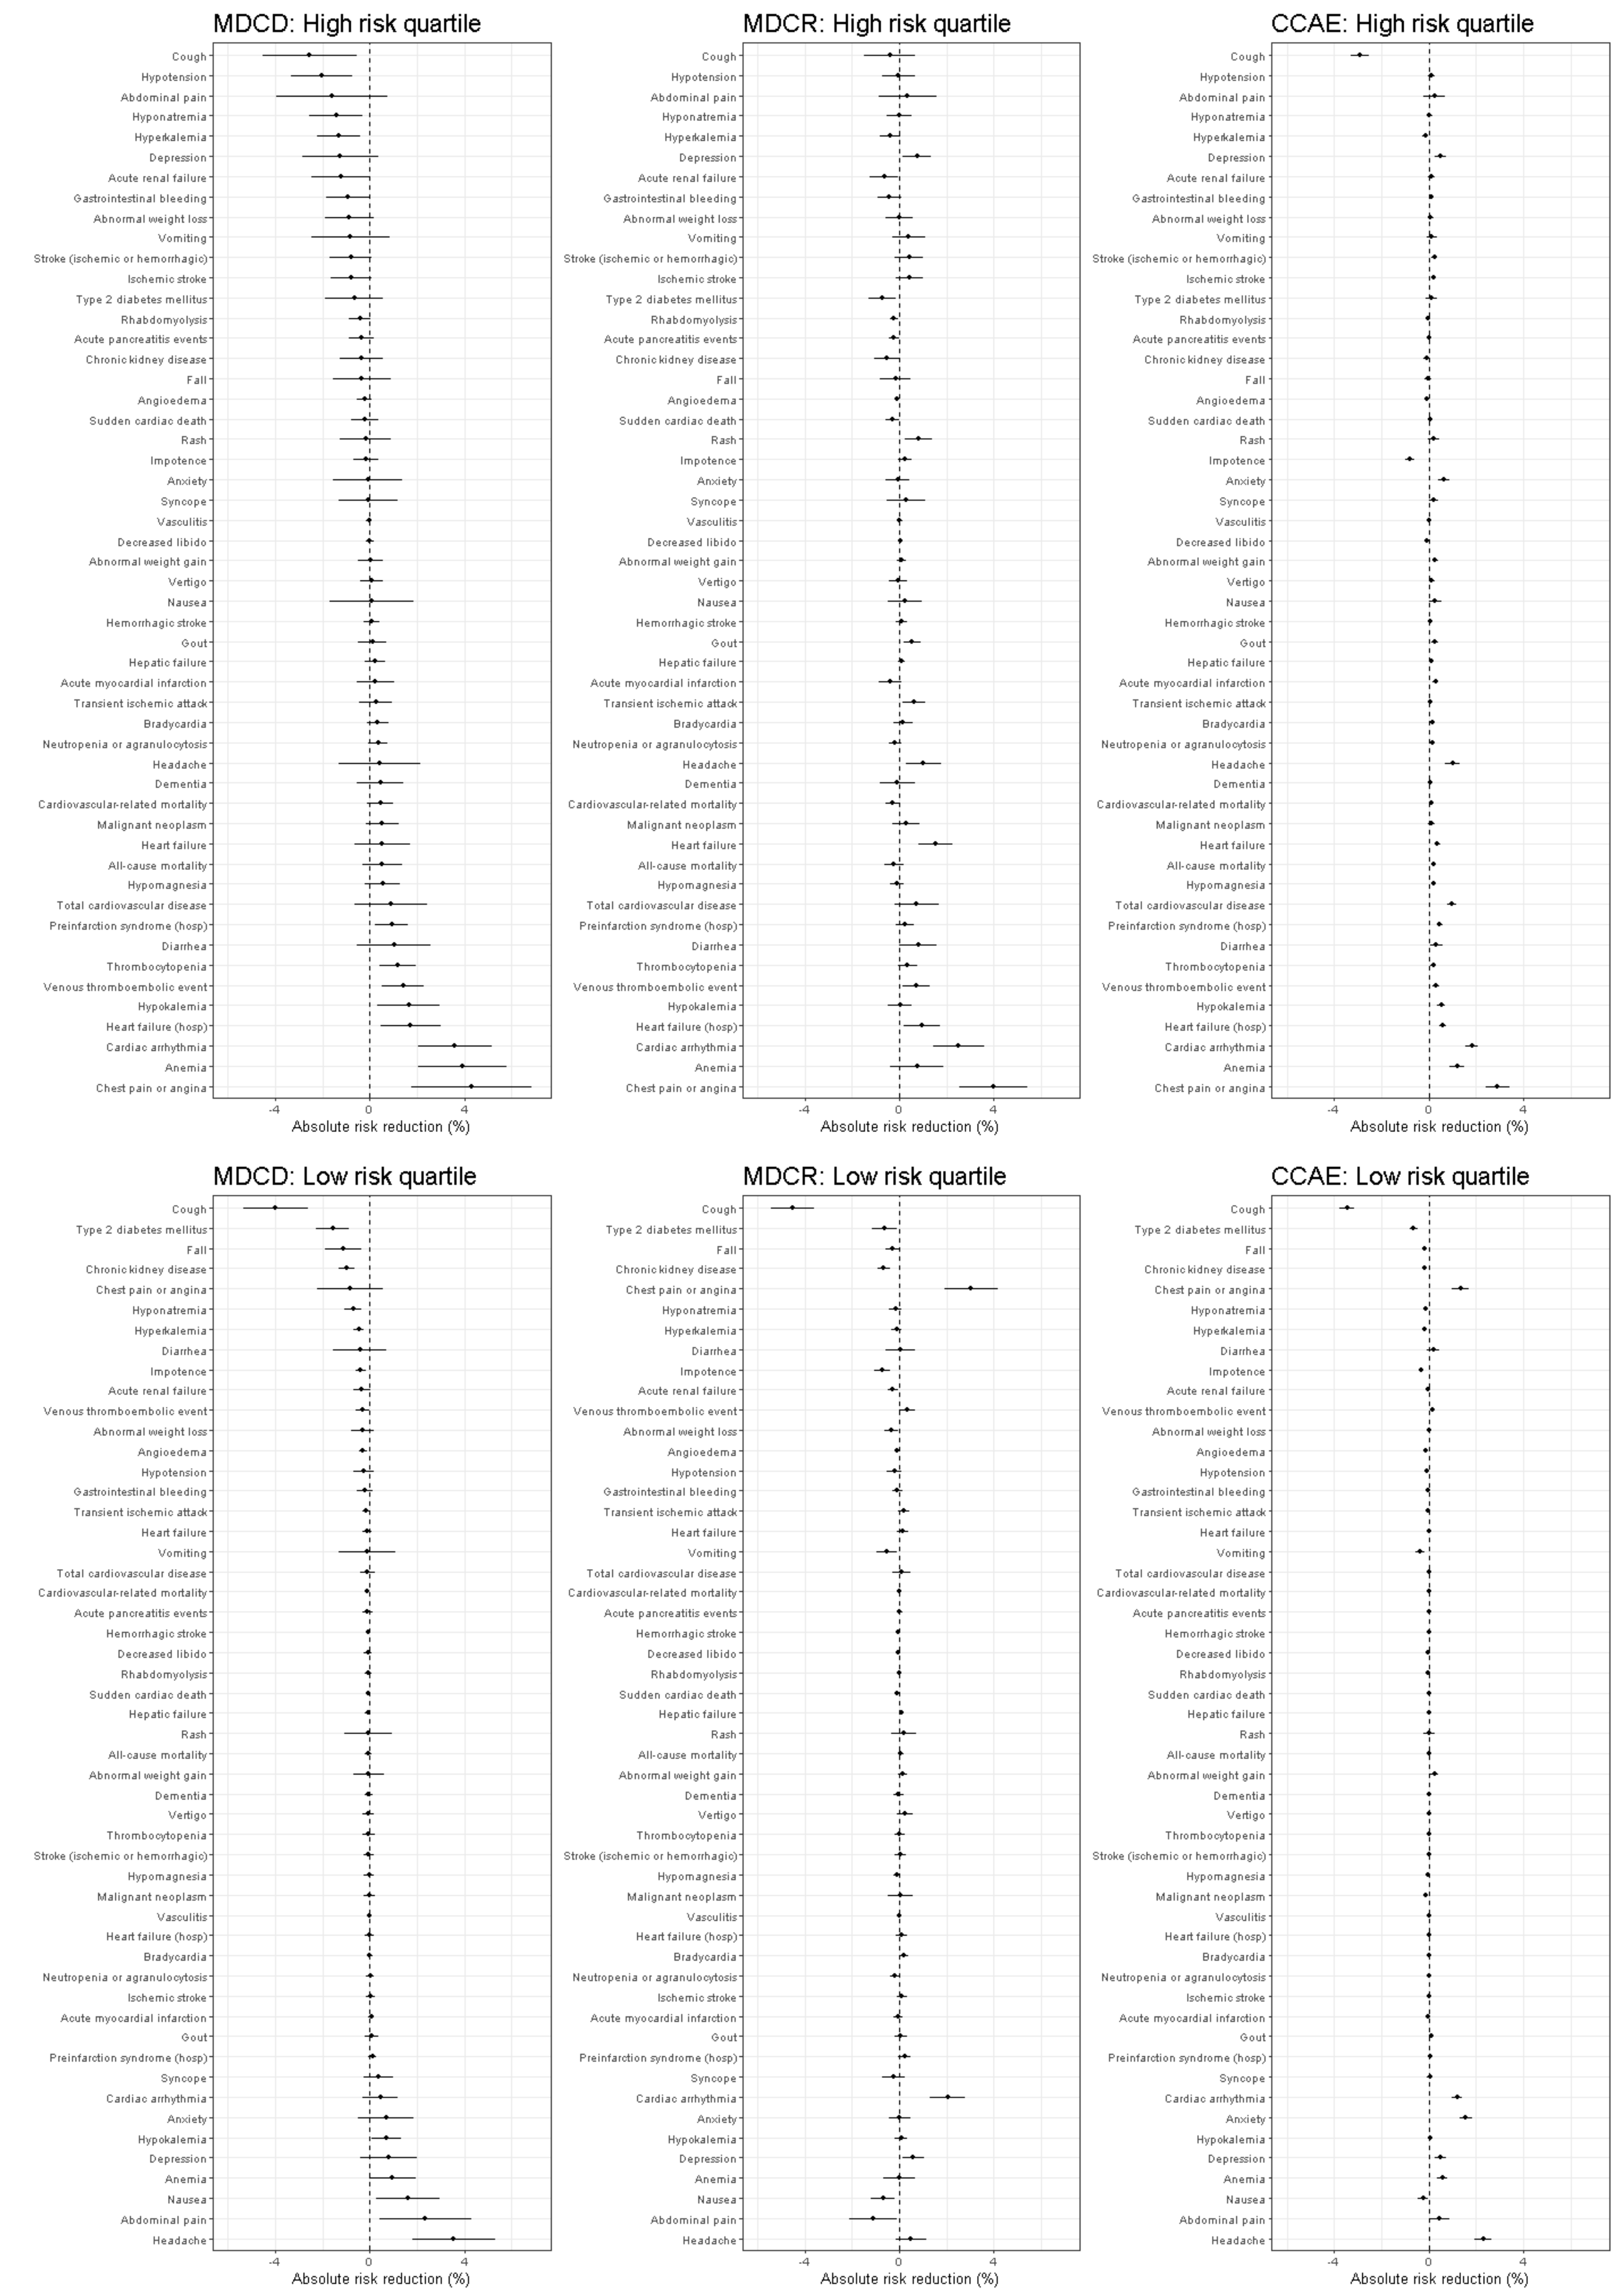 MDCD: High risk quartile
Cough
Hypotension
Abdominal pain
Hyponatremia
Hyperkalemia
Depression
Acute renal failure
Gastrointestinal bleeding
Abnormal weight loss
Vomiting
Stroke (ischemic or hemorrhagic)
Ischemic stroke
Type 2 diabetes mellitus
Rhabdomyolysis
Acute pancreatitis events
Chronic kidney disease
Fall
Angioedema
Sudden cardiac death
Rash
Impotence
Anxiety
Syncope
Vasculitis
Decreased libido
Abnormal weight gain
Vertigo
Nausea
Hemorrhagic stroke
Gout
Hepatic failure
Acute myocardial infarction
Transient ischemic attack
Bradycardia
Neutropenia or agranulocytosis
Headache
Dementia
Cardiovascular-related mortality
Malignant neoplasm
Heart failure
All-cause mortality
Hypomagnesia
Total cardiovascular disease
Preinfarction syndrome (hosp)
Diarrhea
Thrombocytopenia
Venous thromboembolic event
Hypokalemia
Heart failure (hosp)
Cardiac arrhythmia
Anemia
Chest pain or angina
-4 0 4
Absolute risk reduction (%)
MDCR: High risk quartile
Cough
Hypotension
Abdominal pain
Hyponatremia
Hyperkalemia
Depression
Acute renal failure
Gastrointestinal bleeding
Abnormal weight loss
Vomiting
Stroke (ischemic or hemorrhagic)
Ischemic stroke
Type 2 diabetes mellitus
Rhabdomyolysis
Acute pancreatitis events
Chronic kidney disease
Fall
Angioedema
Sudden cardiac death
Rash
Impotence
Anxiety
Syncope
Vasculitis
Decreased libido
Abnormal weight gain
Vertigo
Nausea
Hemorrhagic stroke
Gout
Hepatic failure
Acute myocardial infarction
Transient ischemic attack
Bradycardia
Neutropenia or agranulocytosis
Headache
Dementia
Cardiovascular-related mortality
Malignant neoplasm
Heart failure
All-cause mortality
Hypomagnesia
Total cardiovascular disease
Preinfarction syndrome (hosp)
Diarrhea
Thrombocytopenia
Venous thromboembolic event
Hypokalemia
Heart failure (hosp)
Cardiac arrhythmia
Anemia
Chest pain or angina
-4 0 4
Absolute risk reduction (%)
CCAE: High risk quartile
Cough
Hypotension
Abdominal pain
Hyponatremia
Hyperkalemia
Depression
Acute renal failure
Gastrointestinal bleeding
Abnormal weight loss
Vomiting
Stroke (ischemic or hemorrhagic)
Ischemic stroke
Type 2 diabetes mellitus
Rhabdomyolysis
Acute pancreatitis events
Chronic kidney disease
Fall
Angioedema
Sudden cardiac death
Rash
Impotence
Anxiety
Syncope
Vasculitis
Decreased libido
Abnormal weight gain
Vertigo
Nausea
Hemorrhagic stroke
Gout
Hepatic failure
Acute myocardial infarction
Transient ischemic attack
Bradycardia
Neutropenia or agranulocytosis
Headache
Dementia
Cardiovascular-related mortality
Malignant neoplasm
Heart failure
All-cause mortality
Hypomagnesia
Total cardiovascular disease
Preinfarction syndrome (hosp)
Diarrhea
Thrombocytopenia
Venous thromboembolic event
Hypokalemia
Heart failure (hosp)
Cardiac arrhythmia
Anemia
Chest pain or angina
-4 0 4
Absolute risk reduction (%)
MDCD: Low risk quartile
Cough
Type 2 diabetes mellitus
Fall
Chronic kidney disease
Chest pain or angina
Hyponatremia
Hyperkalemia
Diarrhea
Impotence
Acute renal failure
Venous thromboembolic event
Abnormal weight loss
Angioedema
Hypotension
Gastrointestinal bleeding
Transient ischemic attack
Heart failure
Vomiting
Total cardiovascular disease
Cardiovascular-related mortality
Acute pancreatitis events
Hemorrhagic stroke
Decreased libido
Rhabdomyolysis
Sudden cardiac death
Hepatic failure
Rash
All-cause mortality
Abnormal weight gain
Dementia
Vertigo
Thrombocytopenia
Stroke (ischemic or hemorrhagic)
Hypomagnesia
Malignant neoplasm
Vasculitis
Heart failure (hosp)
Bradycardia
Neutropenia or agranulocytosis
Ischemic stroke
Acute myocardial infarction
Gout
Preinfarction syndrome (hosp)
Syncope
Cardiac arrhythmia
Anxiety
Hypokalemia
Depression
Anemia
Nausea
Abdominal pain
Headache
-4 0 4
Absolute risk reduction (%)
MDCR: Low risk quartile
Cough
Type 2 diabetes mellitus
Fall
Chronic kidney disease
Chest pain or angina
Hyponatremia
Hyperkalemia
Diarrhea
Impotence
Acute renal failure
Venous thromboembolic event
Abnormal weight loss
Angioedema
Hypotension
Gastrointestinal bleeding
Transient ischemic attack
Heart failure
Vomiting
Total cardiovascular disease
Cardiovascular-related mortality
Acute pancreatitis events
Hemorrhagic stroke
Decreased libido
Rhabdomyolysis
Sudden cardiac death
Hepatic failure
Rash
All-cause mortality
Abnormal weight gain
Dementia
Vertigo
Thrombocytopenia
Stroke (ischemic or hemorrhagic)
Hypomagnesia
Malignant neoplasm
Vasculitis
Heart failure (hosp)
Bradycardia
Neutropenia or agranulocytosis
Ischemic stroke
Acute myocardial infarction
Gout
Preinfarction syndrome (hosp)
Syncope
Cardiac arrhythmia
Anxiety
Hypokalemia
Depression
Anemia
Nausea
Abdominal pain
Headache
-4 0 4
Absolute risk reduction (%)
CCAE: Low risk quartile
Cough
Type 2 diabetes mellitus
Fall
Chronic kidney disease
Chest pain or angina
Hyponatremia
Hyperkalemia
Diarrhea
Impotence
Acute renal failure
Venous thromboembolic event
Abnormal weight loss
Angioedema
Hypotension
Gastrointestinal bleeding
Transient ischemic attack
Heart failure
Vomiting
Total cardiovascular disease
Cardiovascular-related mortality
Acute pancreatitis events
Hemorrhagic stroke
Decreased libido
Rhabdomyolysis
Sudden cardiac death
Hepatic failure
Rash
All-cause mortality
Abnormal weight gain
Dementia
Vertigo
Thrombocytopenia
Stroke (ischemic or hemorrhagic)
Hypomagnesia
Malignant neoplasm
Vasculitis
Heart failure (hosp)
Bradycardia
Neutropenia or agranulocytosis
Ischemic stroke
Acute myocardial infarction
Gout
Preinfarction syndrome (hosp)
Syncope
Cardiac arrhythmia
Anxiety
Hypokalemia
Depression
Anemia
Nausea
Abdominal pain
Headache
-4 0 4
Absolute risk reduction (%)